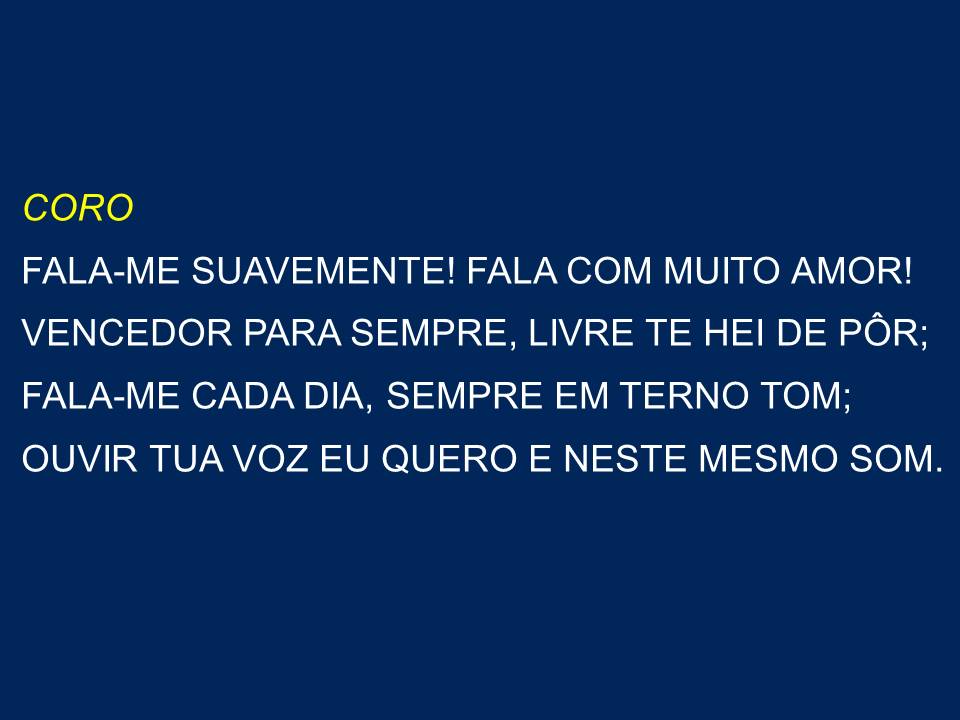 CORO
FALA-ME SUAVEMENTE! FALA COM MUITO AMOR!
VENCEDOR PARA SEMPRE, LIVRE TE HEI DE PÔR;
FALA-ME CADA DIA, SEMPRE EM TERNO TOM;
OUVIR TUA VOZ EU QUERO E NESTE MESMO SOM.